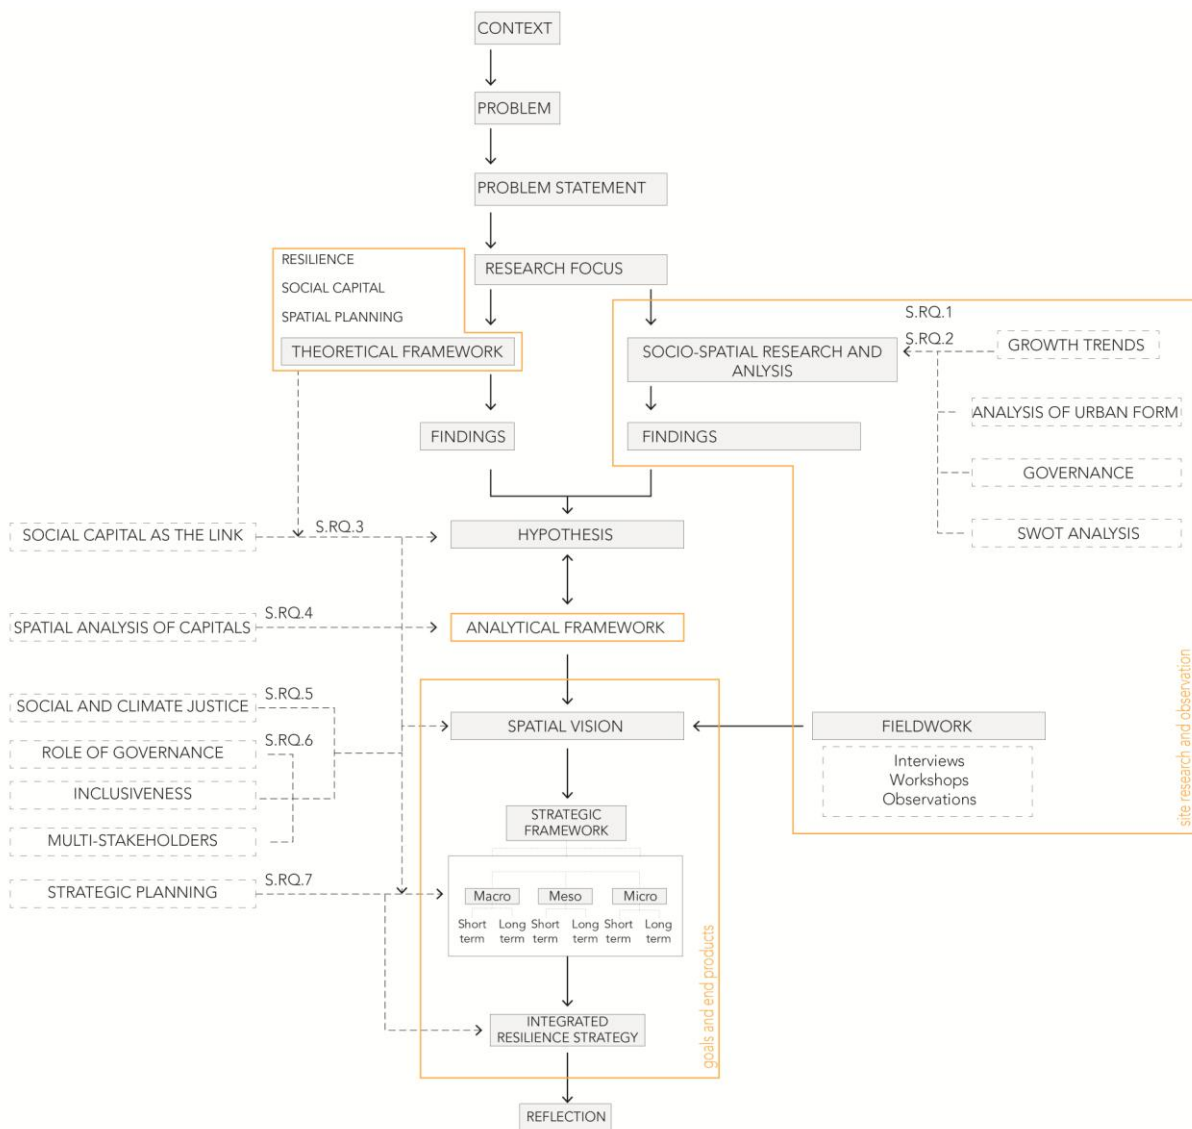 CONTEXT
PROBLEM
PROBLEM STATEMENT
RESEARCH FOCUS
RESILIENCE
SOCIAL CAPITAL
SPATIAL PLANNING
THEORETICAL FRAMEWORK
S.RQ.1
S.RQ.2
SOCIO-SPATIAL RESEARCH AND
ANLYSIS
GROWTH TRENDS
ANALYSIS OF URBAN FORM
GOVERNANCE
SWOT ANALYSIS
FINDINGS
FINDINGS
SOCIAL CAPITAL AS THE LINK
S.RQ.3
HYPOTHESIS
SPATIAL ANALYSIS OF CAPITALS
S.RQ.4
ANALYTICAL FRAMEWORK
SOCIAL AND CLIMATE JUSTICE
S.RQ.5
ROLE OF GOVERNANCE
S.RQ.6
INCLUSIVENESS
MULTI-STAKEHOLDERS
STRATEGIC PLANNING
S.RQ.7
SPATIAL VISION
FIELDWORK
Interviews
Workshops
Observations
site research and observation
STRATEGIC
FRAMEWORK
Macro
Meso
Micro
Short
term
Long
term
Short
term
Long
term
Short
term
Long
term
INTEGRATED
RESILIENCE STRATEGY
goals and end products
REFLECTION